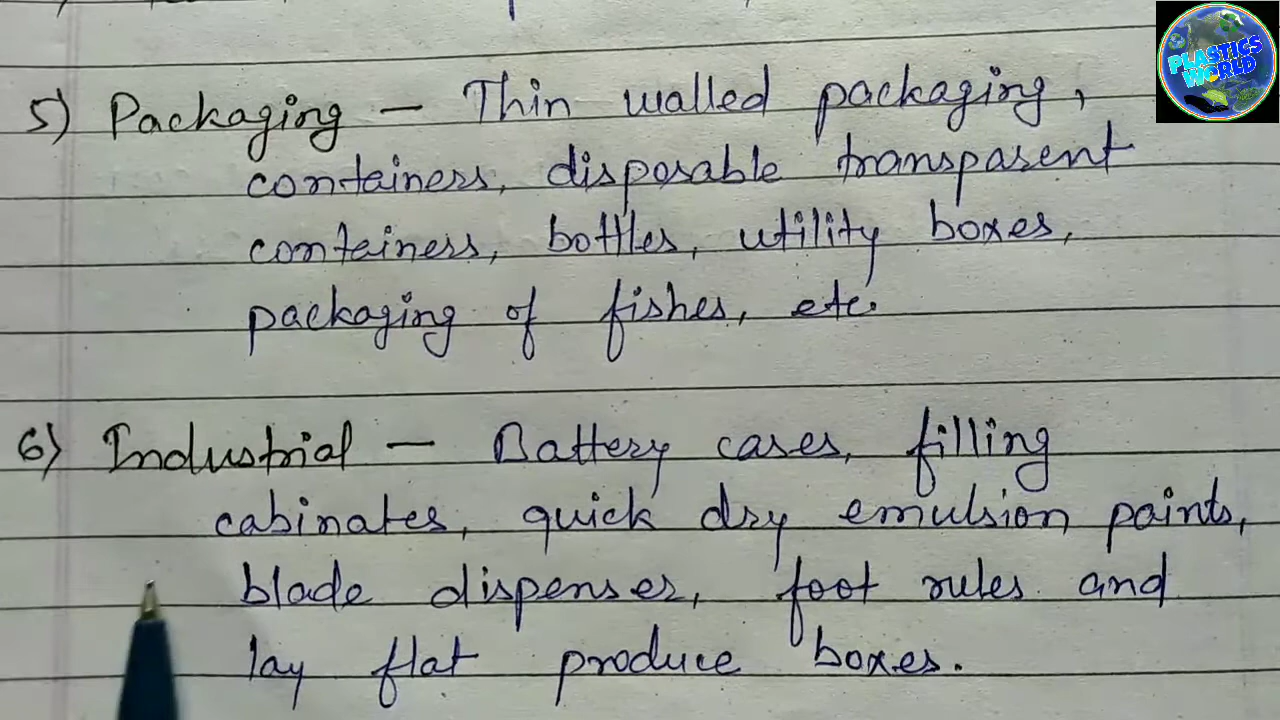 5) Packaging - Thin walled packaging,
containers, disposable transparent
containers, bottles, utility boxes,
packaging of fishes, etc.
6) Industrial - Battery cases, filling
cabinates, quick dry emulsion paints,
blade dispenser, foot rules and
lay flat produce boxes.
PLASTICS
WORLD